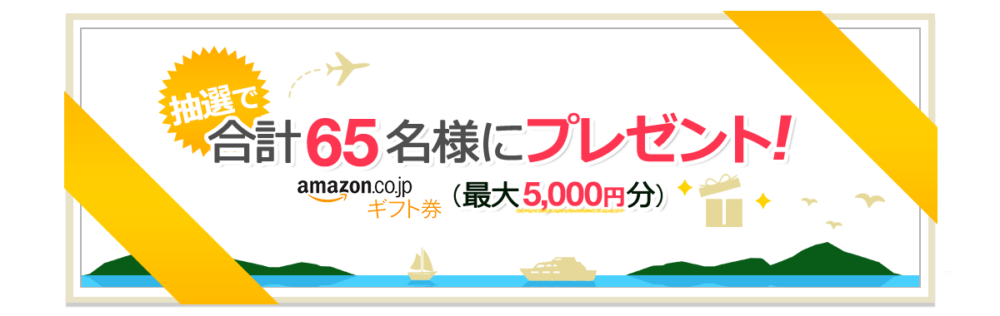 抽選で
合計65名様にプレゼント!
amazon.co.jp
ギフト券
(最大5,000円分)